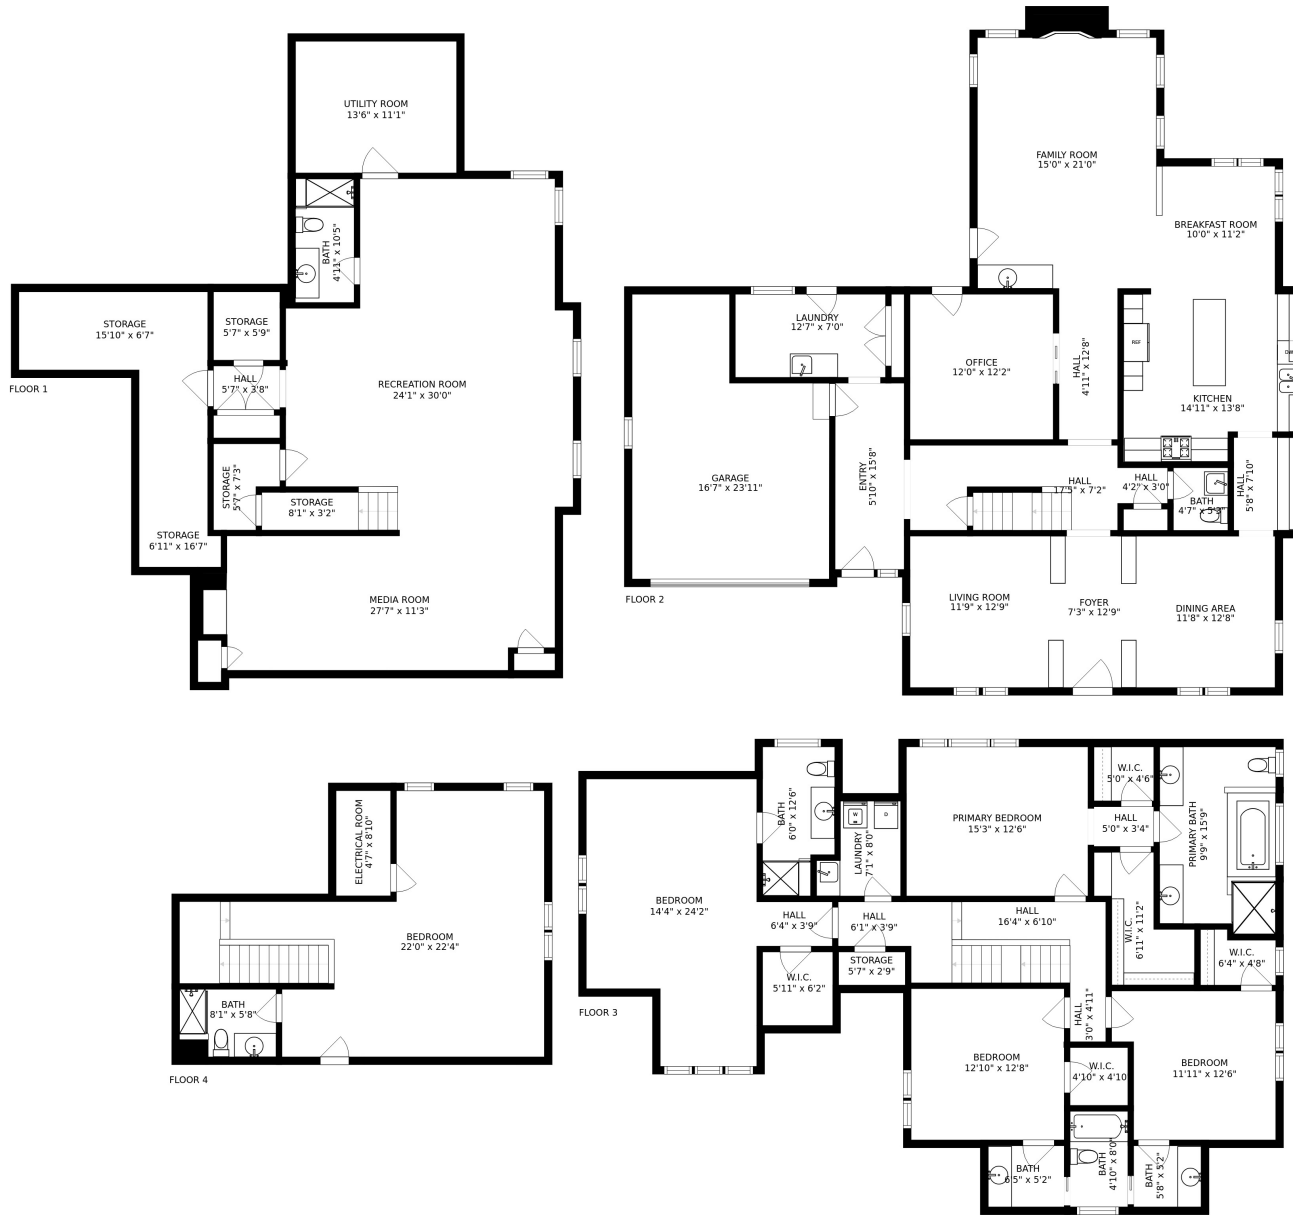 UTILITY ROOM
13'6" x 11'1"
BATH
4'11" x 10'5"
STORAGE
15'10" x 6'7"
STORAGE
5'7" x 5'9"
HALL
5'7" x 3'8"
RECREATION ROOM
24'1" x 30'0"
STORAGE
5'7" x 7'3"
STORAGE
8'1" x 3'2"
STORAGE
6'11" x 16'7"
MEDIA ROOM
27'7" x 11'3"
FLOOR 1
FAMILY ROOM
15'0" x 21'0"
BREAKFAST ROOM
10'0" x 11'2"
LAUNDRY
12'7" x 7'0"
OFFICE
12'0" x 12'2"
HALL
4'11" x 12'8"
REF
DW
KITCHEN
14'11" x 13'8"
GARAGE
16'7" x 23'11"
ENTRY
5'10" x 15'8"
HALL
17'5" x 7'2"
HALL
4'2" x 3'0"
BATH
4'7" x 5'3"
HALL
5'8" x 7'10"
LIVING ROOM
11'9" x 12'9"
FOYER
7'3" x 12'9"
DINING AREA
11'8" x 12'8"
FLOOR 2
ELECTRICAL ROOM
4'7" x 8'10"
BEDROOM
22'0" x 22'4"
BATH
8'1" x 5'8"
FLOOR 4
BEDROOM
14'4" x 24'2"
BATH
6'0" x 12'6"
W
D
LAUNDRY
7'1" x 8'0"
PRIMARY BEDROOM
15'3" x 12'6"
W.I.C.
5'0" x 4'6"
HALL
5'0" x 3'4"
PRIMARY BATH
9'9" x 15'9"
HALL
6'4" x 3'9"
HALL
6'1" x 3'9"
HALL
16'4" x 6'10"
W.I.C.
6'11" x 11'2"
W.I.C.
6'4" x 4'8"
STORAGE
5'7" x 2'9"
W.I.C.
5'11" x 6'2"
HALL
3'0" x 4'11"
BEDROOM
12'10" x 12'8"
W.I.C.
4'10" x 4'10"
BEDROOM
11'11" x 12'6"
BATH
6'5" x 5'2"
BATH
4'10" x 8'0"
BATH
5'8" x 5'2"
FLOOR 3